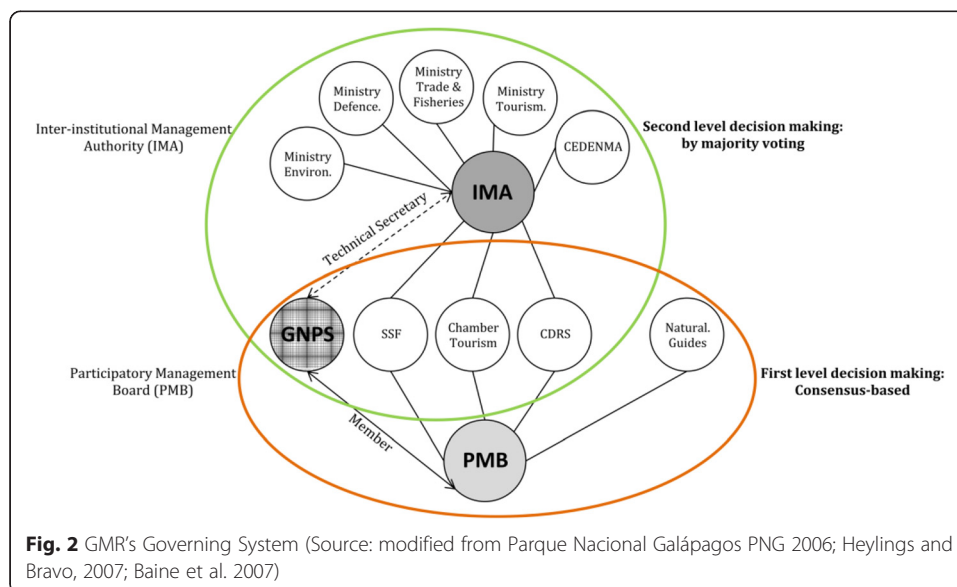 Ministry
Trade &
Fisheries
Ministry
Defence.
Ministry
Tourism.
Inter-institutional Management
Authority (IMA)
Second level decision making:
by majority voting
CEDENMA
Ministry
Environ.
IMA
Technical Secretary
GNPS
SSF
Chamber
Tourism
CDRS
Natural.
Guides
Participatory Management
Board (PMB)
First level decision making:
Consensus-based
Member
PMB
Fig. 2 GMR's Governing System (Source: modified from Parque Nacional Galápagos PNG 2006; Heylings and
Bravo, 2007; Baine et al. 2007)